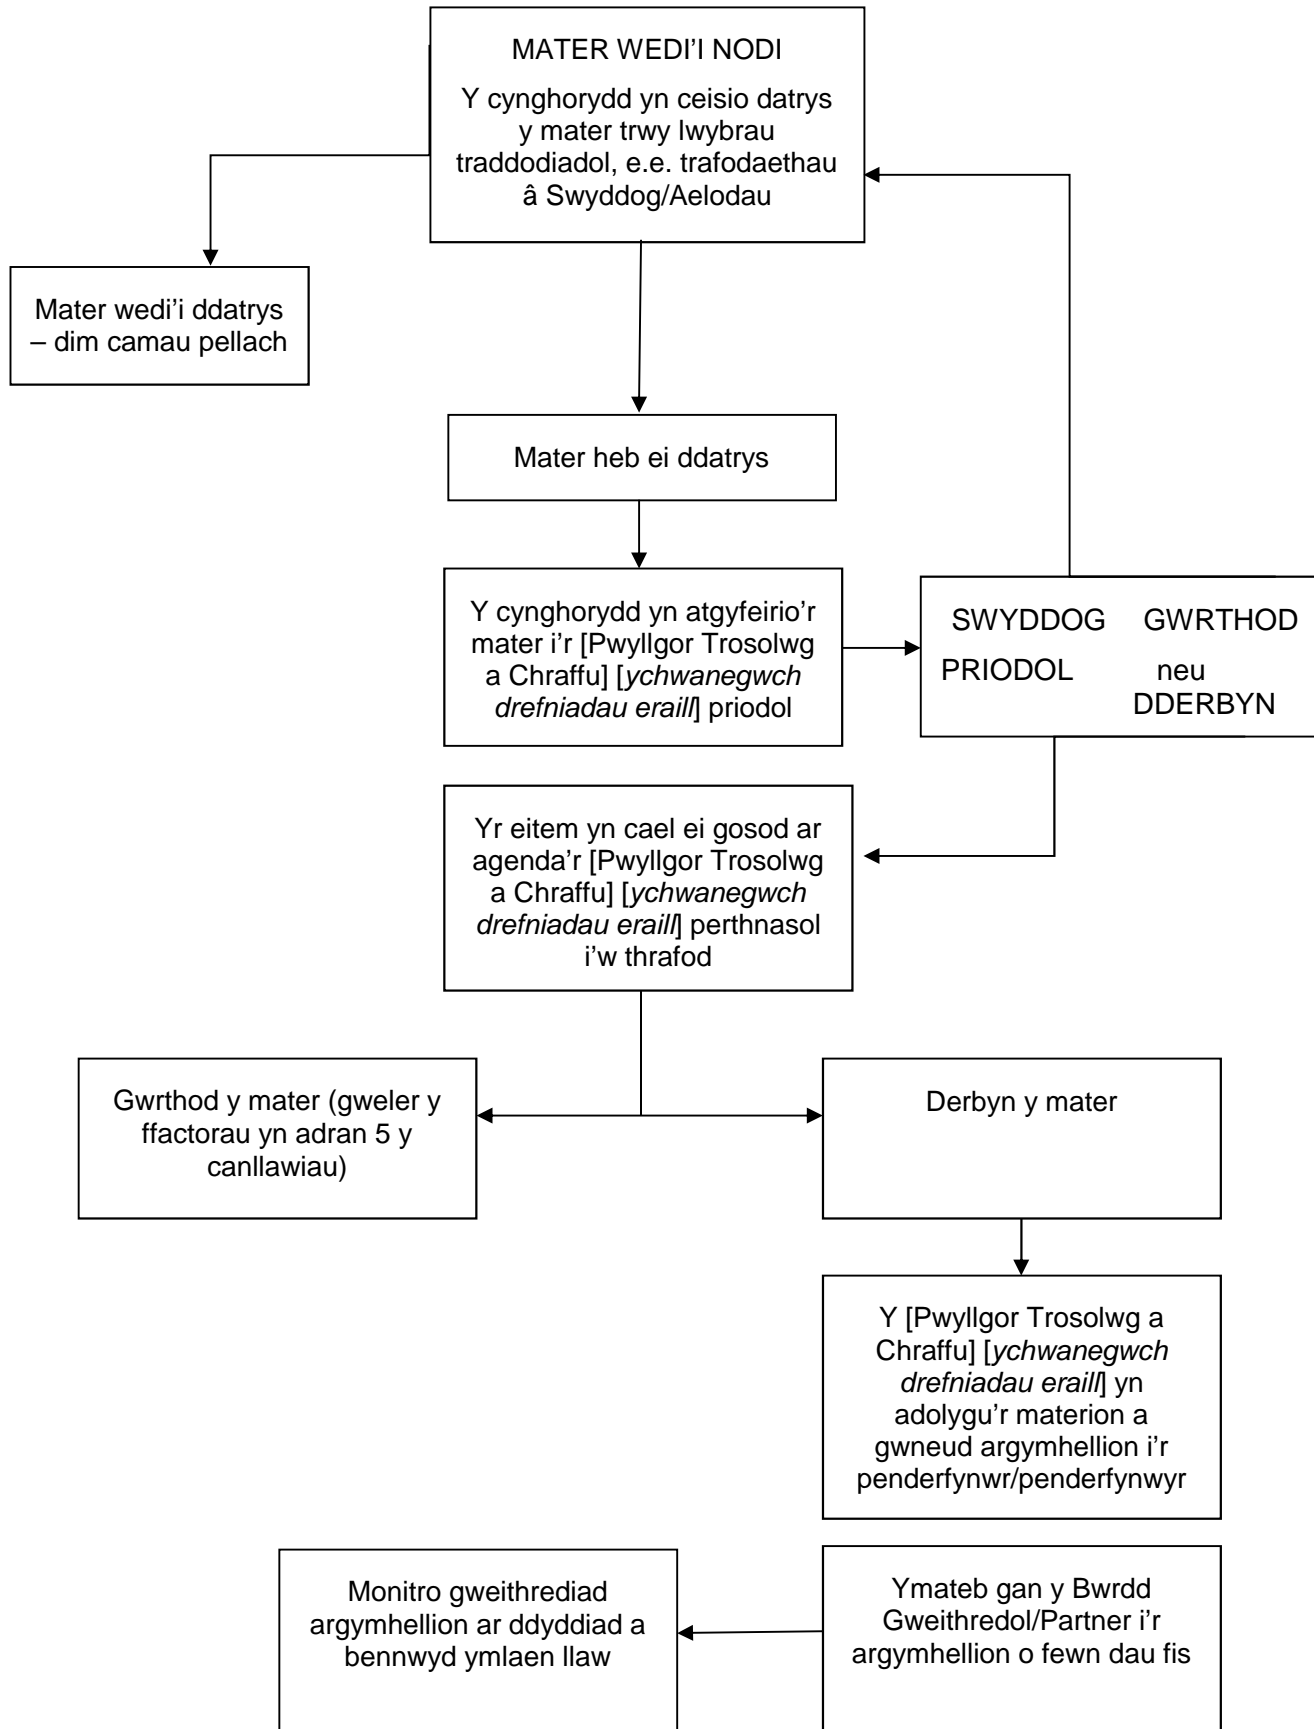 MATER WEDI'I NODI
Y cynghorydd yn ceisio datrys
y mater trwy lwybrau
traddodiadol, e.e. trafodaethau
â Swyddog/Aelodau
Mater wedi’i ddatrys
– dim camau pellach
Mater heb ei ddatrys
Y cynghorydd yn atgyfeirio’r
mater i’r [Pwyllgor Trosolwg
a Chraffu] [ychwanegwch
drefniadau eraill] priodol
SWYDDOG GWRTHOD
PRIODOL neu
DDERBYN
Yr eitem yn cael ei gosod ar
agenda’r [Pwyllgor Trosolwg
a Chraffu] [ychwanegwch
drefniadau eraill] perthnasol
i’w thrafod
Gwrthod y mater (gweler y
ffactorau yn adran 5 y
canllawiau)
Derbyn y mater
Y [Pwyllgor Trosolwg a
Chraffu] [ychwanegwch
drefniadau eraill] yn
adolygu’r materion a
gwneud argymhellion i’r
penderfynwr/penderfynwyr
Monitro gweithrediad
argymhellion ar ddyddiad a
bennwyd ymlaen llaw
Ymateb gan y Bwrdd
Gweithredol/Partner i’r
argymhellion o fewn dau fis